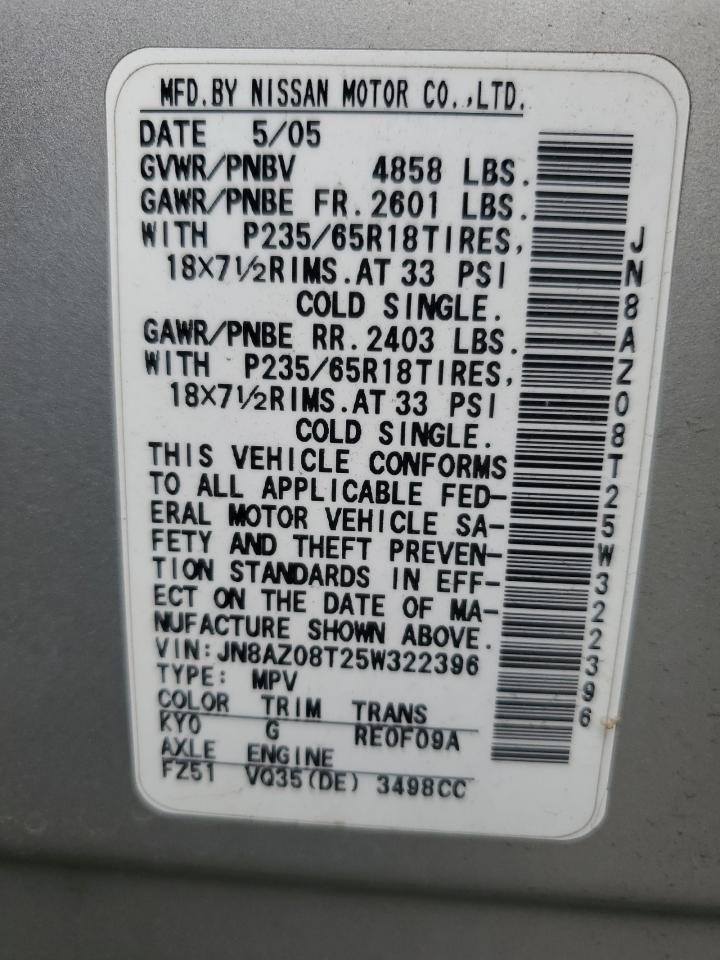 MFD.BY NISSAN MOTOR CO.,LTD.
DATE 5/05
GVWR/PNBV 4858 LBS.
GAWR/PNBE FR.2601 LBS.
WITH P235/65R18TIRES,
18X7½RIMS.AT 33 PSI
COLD SINGLE.
GAWR/PNBE RR.2403 LBS.
WITH P235/65R18TIRES,
18X7½RIMS.AT 33 PSI
COLD SINGLE.
THIS VEHICLE CONFORMS
TO ALL APPLICABLE FED-
ERAL MOTOR VEHICLE SA-
FETY AND THEFT PREVEN-
TION STANDARDS IN EFF-
ECT ON THE DATE OF MA-
NUFACTURE SHOWN ABOVE.
VIN:JN8AZ08T25W322396
TYPE: MPV
COLOR TRIM TRANS
KY0 G RE0F09A
AXLE ENGINE
FZ51 VQ35(DE) 3498CC
JN8AZ08T25W322396